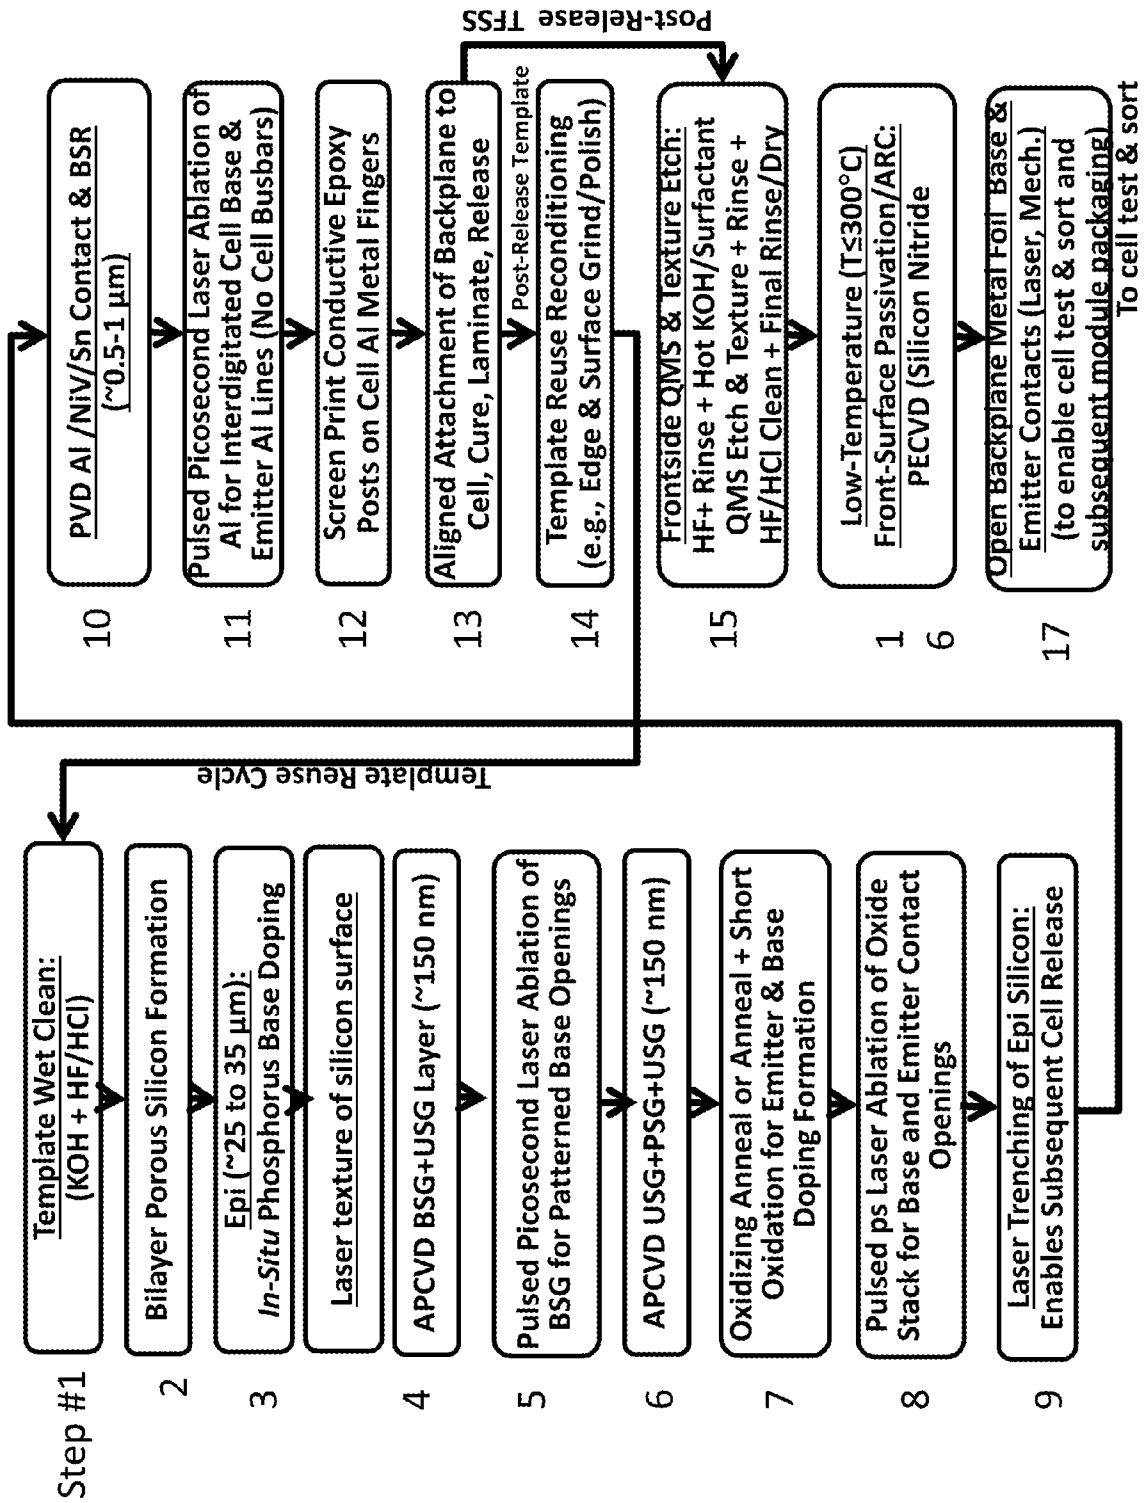 Step #1
Template Wet Clean:
(KOH + HF/HCl)
2
Bilayer Porous Silicon Formation
3
Epi (~25 to 35 µm):
In-Situ Phosphorus Base Doping
Laser texture of silicon surface
4
APCVD BSG+USG Layer (~150 nm)
5
Pulsed Picosecond Laser Ablation of
BSG for Patterned Base Openings
6
APCVD USG+PSG+USG (~150 nm)
7
Oxidizing Anneal or Anneal + Short
Oxidation for Emitter & Base
Doping Formation
8
Pulsed ps Laser Ablation of Oxide
Stack for Base and Emitter Contact
Openings
9
Laser Trenching of Epi Silicon:
Enables Subsequent Cell Release
Template Reuse Cycle
10
PVD Al /NiV/Sn Contact & BSR
(~0.5-1 µm)
11
Pulsed Picosecond Laser Ablation of
Al for Interdigitated Cell Base &
Emitter Al Lines (No Cell Busbars)
12
Screen Print Conductive Epoxy
Posts on Cell Al Metal Fingers
13
Aligned Attachment of Backplane to
Cell, Cure, Laminate, Release
Post-Release Template
Post-Release TFSS
14
Template Reuse Reconditioning
(e.g., Edge & Surface Grind/Polish)
15
Frontside QMS & Texture Etch:
HF+ Rinse + Hot KOH/Surfactant
QMS Etch & Texture + Rinse +
HF/HCl Clean + Final Rinse/Dry
1
6
Low-Temperature (T≤300°C)
Front-Surface Passivation/ARC:
PECVD (Silicon Nitride
17
Open Backplane Metal Foil Base &
Emitter Contacts (Laser, Mech.)
(to enable cell test & sort and
subsequent module packaging)
To cell test & sort